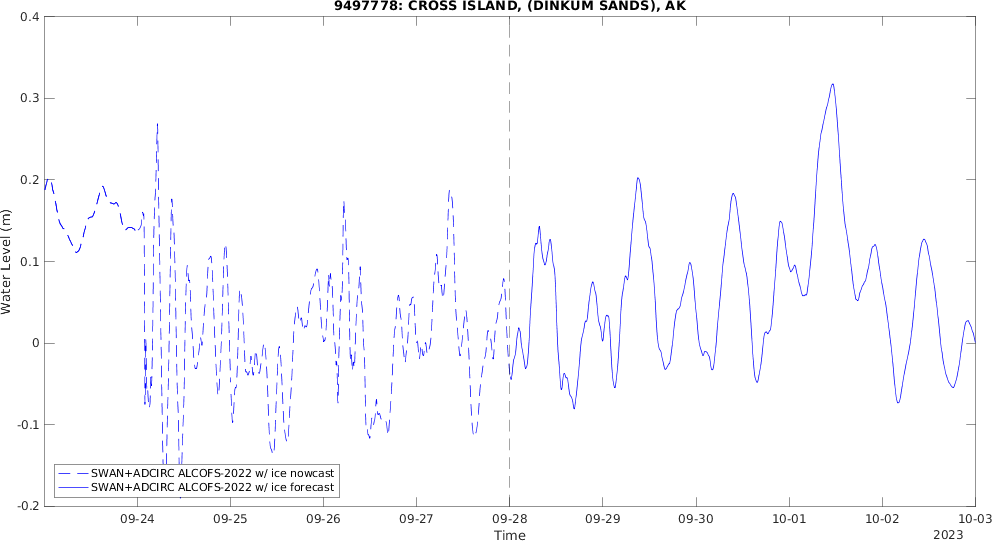 9497778: CROSS ISLAND, (DINKUM SANDS), AK
0.4
0.3
0.2
0.1
0
-0.1
-0.2
Water Level (m)
SWAN+ADCIRC ALCOFS-2022 w/ ice nowcast
SWAN+ADCIRC ALCOFS-2022 w/ ice forecast
09-24 09-25 09-26 09-27 09-28 09-29 09-30 10-01 10-02 10-03
Time
2023